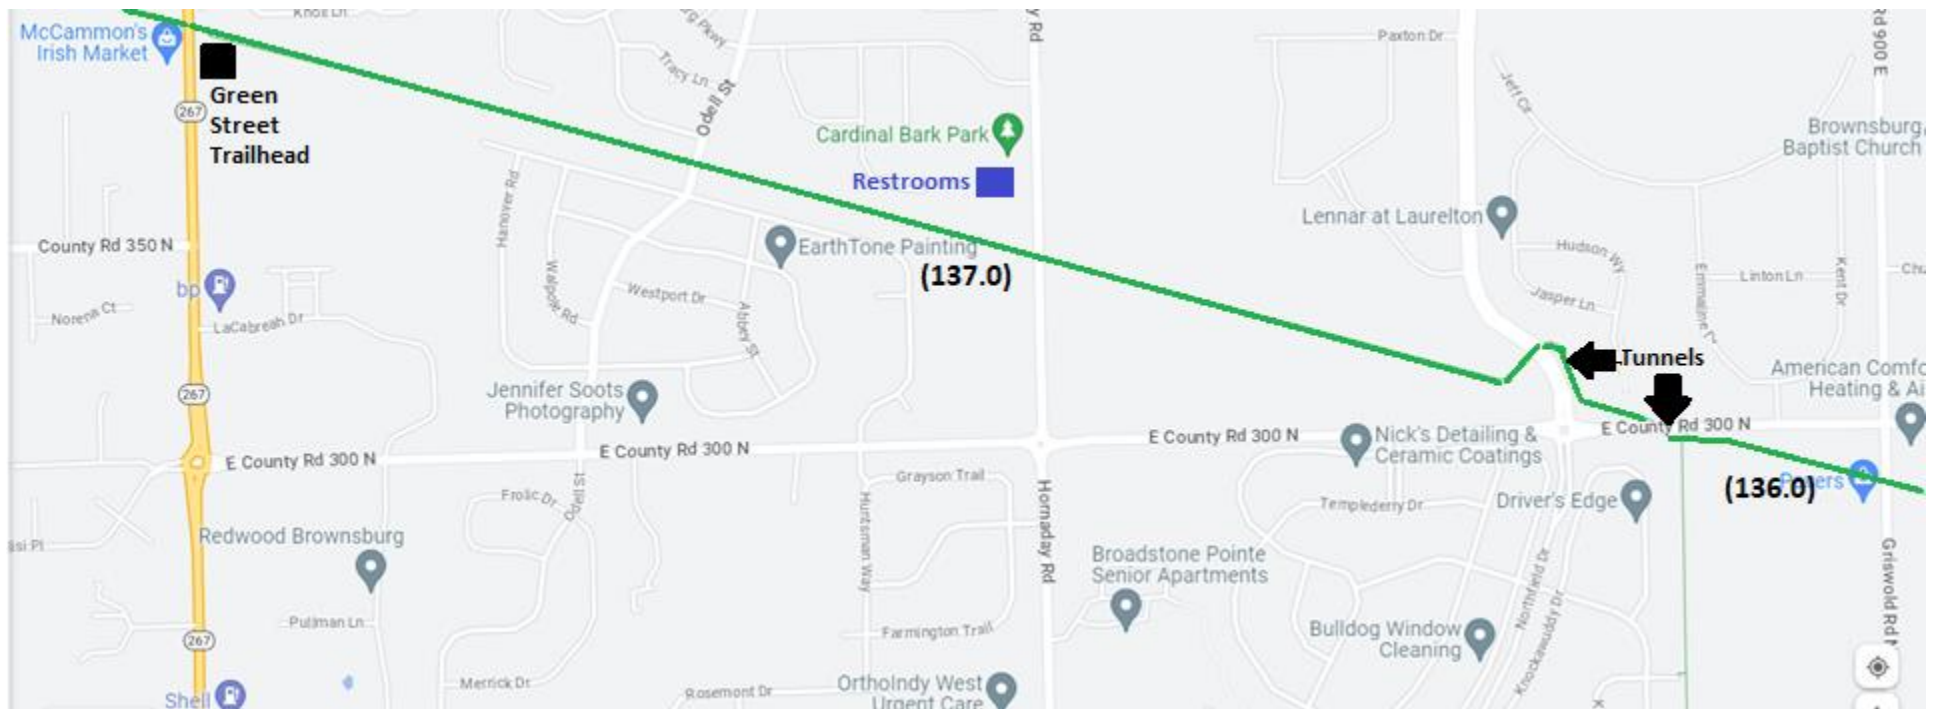 Knoll Ln
McCammon's
Irish Market
Green
Street
Trailhead
267
Tracy Ln
Odell St
Cardinal Bark Park
Restrooms
y Rd
Paxton Dr
Jeff Cir
Rd 900 E
Brownsburg
Baptist Church
County Rd 350 N
bp
Norena Ct
LaCabreah Dr
Hanover Rd
Walpole Rd
Westport Dr
Abbey St
EarthTone Painting
(137.0)
Lennar at Laurelton
Hudson Wy
Jasper Ln
Linton Ln
Kent Dr
Tunnels
American Comfo
Heating & Ai
267
Jennifer Soots
Photography
E County Rd 300 N
E County Rd 300 N
E County Rd 300 N
E County Rd 300 N
Nick's Detailing &
Ceramic Coatings
Grayson Trail
Frolic Dr
Odell St
Huntsman Way
Hornaday Rd
Templederry Dr
Driver's Edge
(136.0)
Redwood Brownsburg
Broadstone Pointe
Senior Apartments
Northfield Dr
Knockawuddy Dr
Griswold Rd
Pullman Ln
Farmington Trail
Bulldog Window
Cleaning
267
Merrick Dr
Rosemont Dr
OrthoIndy West
Urgent Care
Shell